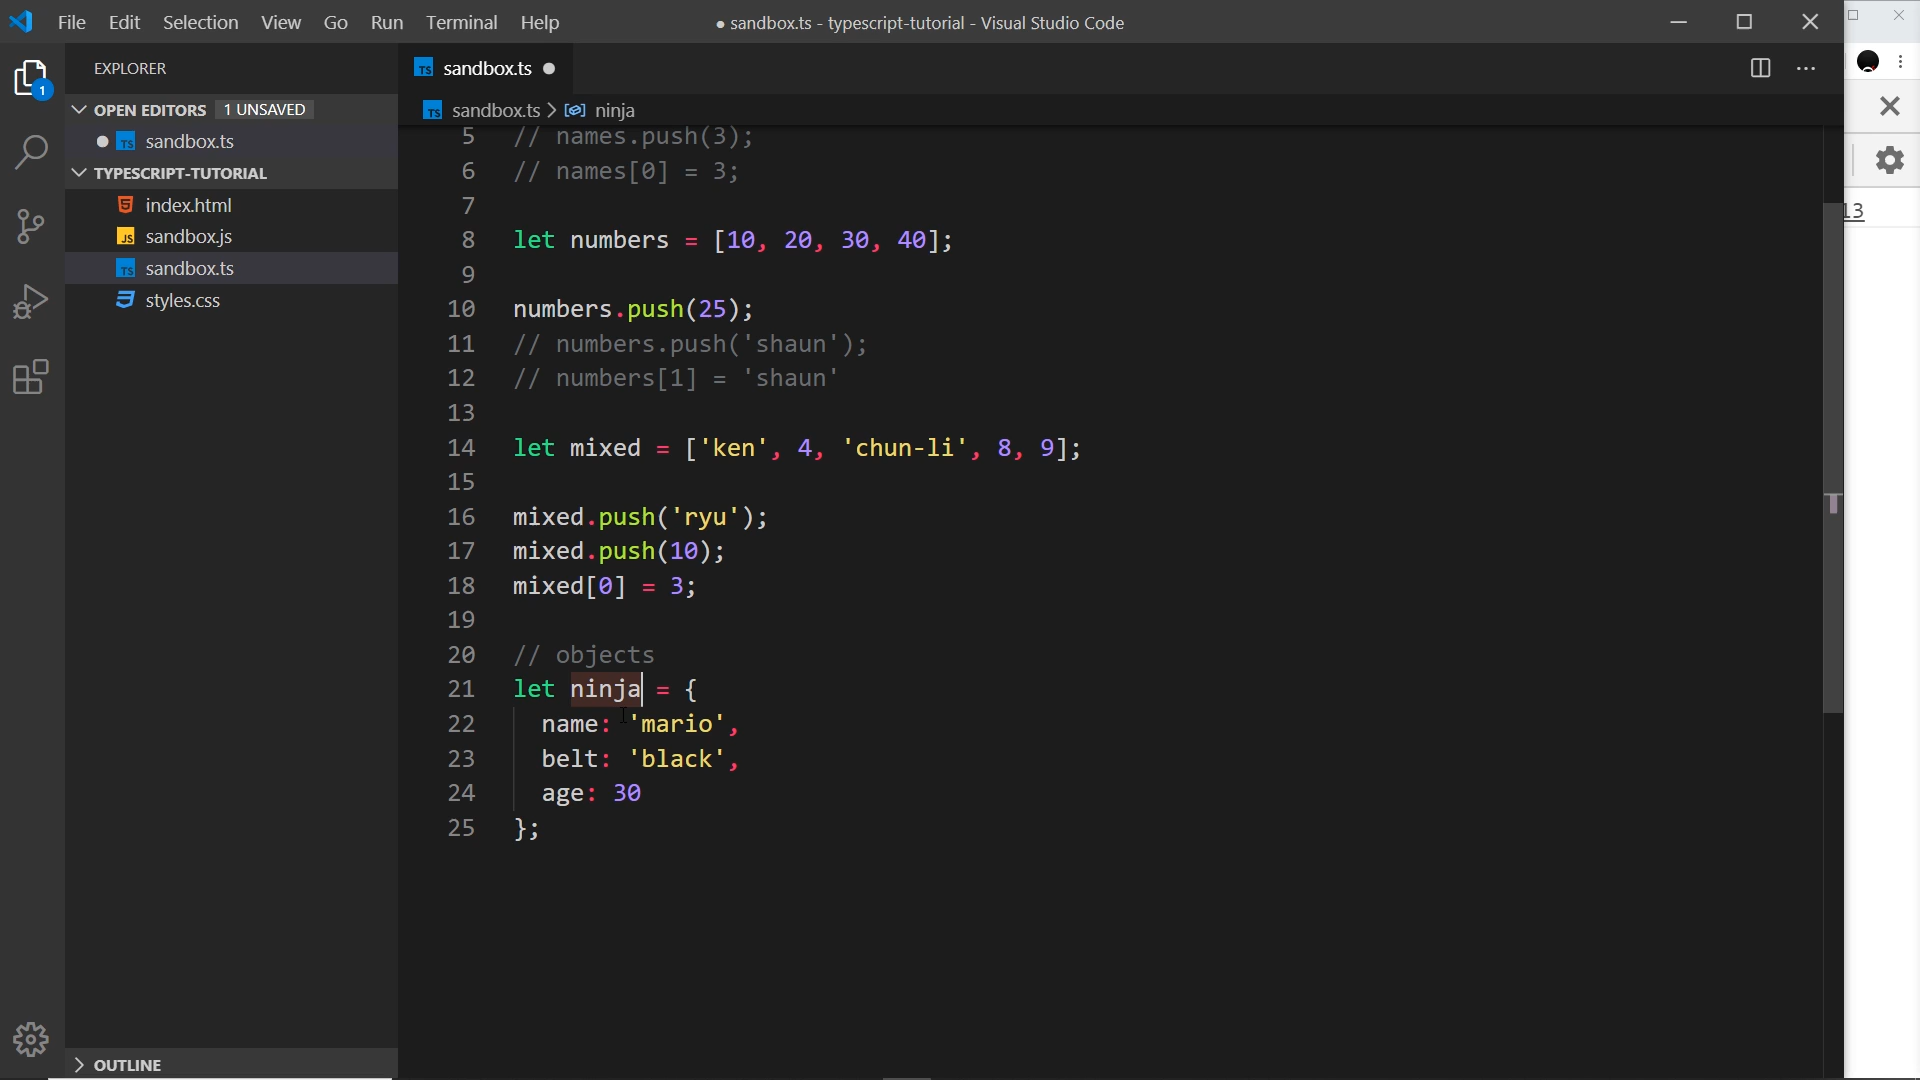 File Edit Selection View Go Run Terminal Help
● sandbox.ts - typescript-tutorial - Visual Studio Code
EXPLORER
OPEN EDITORS 1 UNSAVED
sandbox.ts
TYPESCRIPT-TUTORIAL
index.html
sandbox.js
sandbox.ts
styles.css
OUTLINE
1
TS sandbox.ts
TS sandbox.ts > ninja
5 // names.push(3);
6 // names[0] = 3;
7
8 let numbers = [10, 20, 30, 40];
9
10 numbers.push(25);
11 // numbers.push('shaun');
12 // numbers[1] = 'shaun'
13
14 let mixed = ['ken', 4, 'chun-li', 8, 9];
15
16 mixed.push('ryu');
17 mixed.push(10);
18 mixed[0] = 3;
19
20 // objects
21 let ninja = {
22 name: 'mario',
23 belt: 'black',
24 age: 30
25 };
13